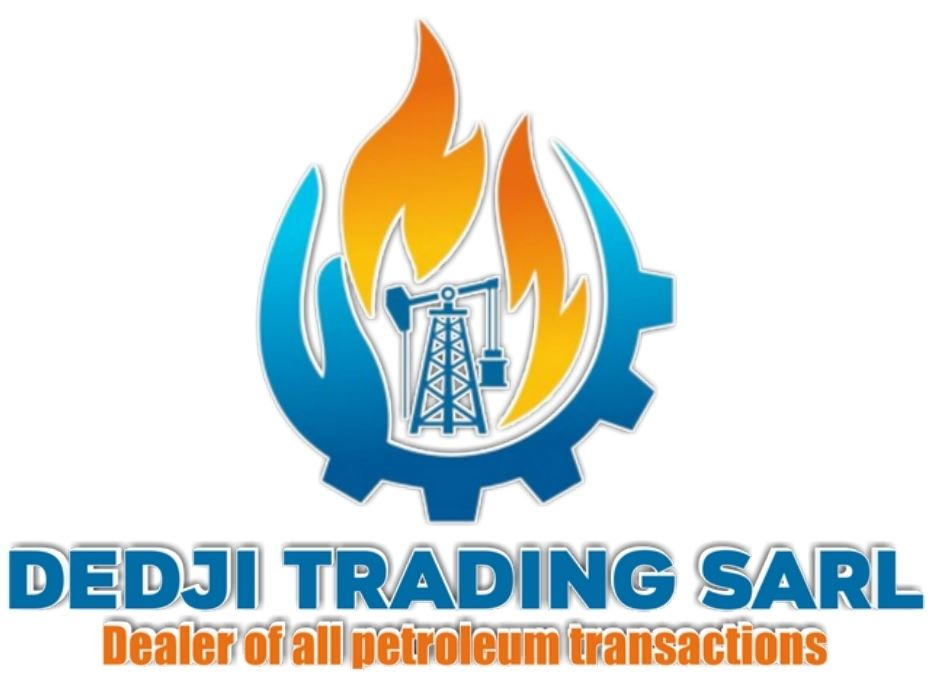 DEDJI TRADING SARL
Dealer of all petroleum transactions